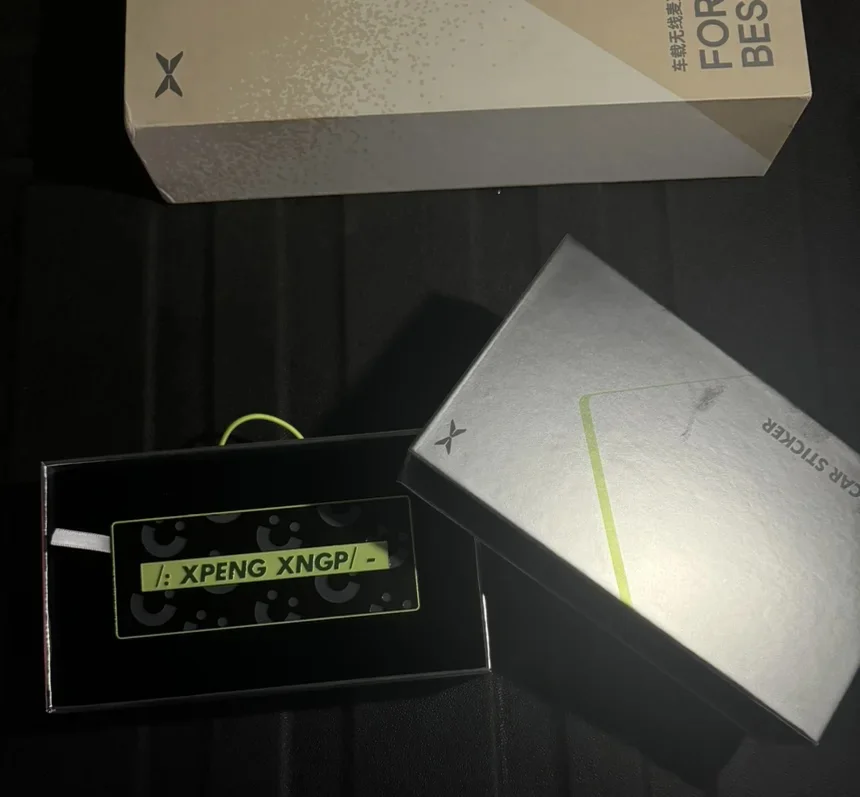 车载无线麦
FOR
BES
CAR STICKER
/: XPENG XNGP/ -